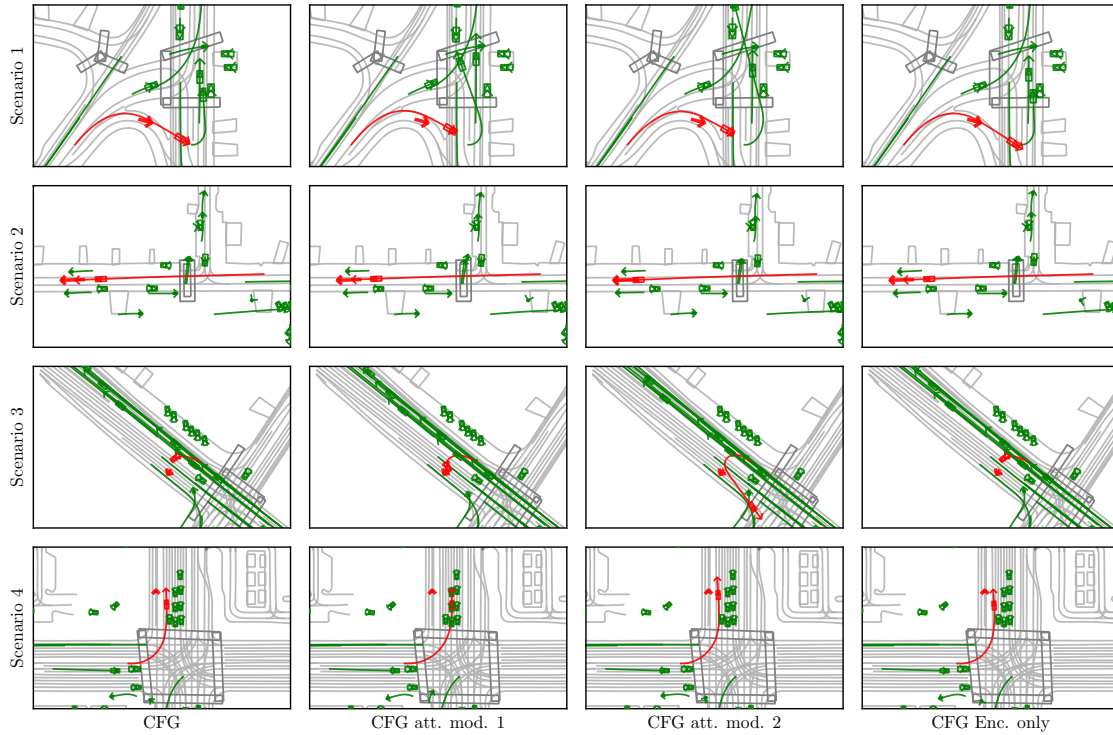 Scenario 1
Scenario 2
Scenario 3
Scenario 4
CFG
CFG att. mod. 1
CFG att. mod. 2
CFG Enc. only